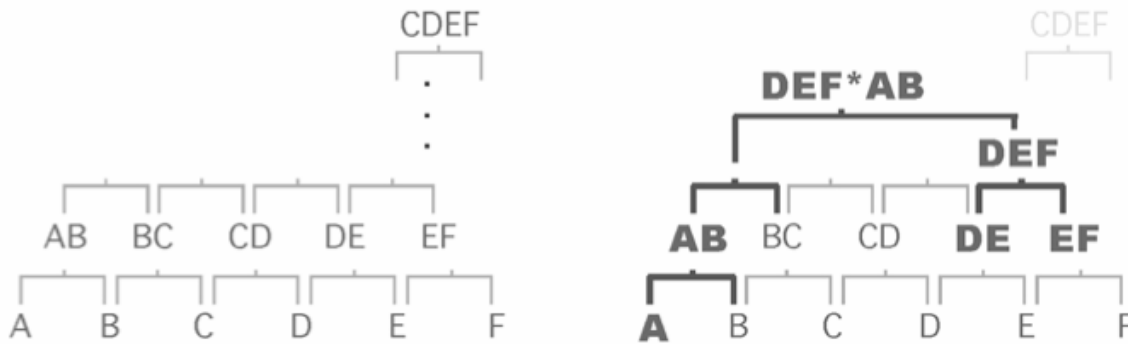 CDEF
AB BC CD DE EF
A B C D E F
CDEF
DEF*AB
DEF
AB BC CD DE EF
A B C D E F